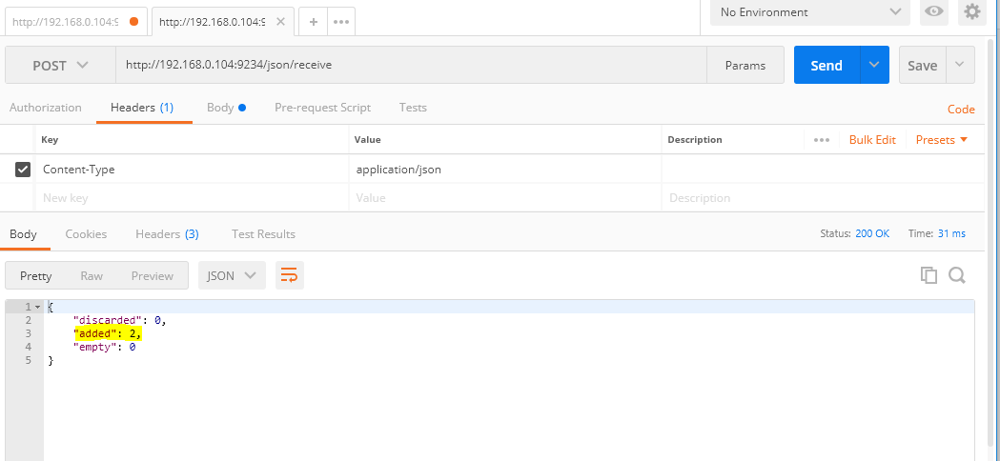 http://192.168.0.104:9 http://192.168.0.104:9 + ••• No Environment
POST http://192.168.0.104:9234/json/receive Params Send Save
Authorization Headers (1) Body Pre-request Script Tests Code
Key Value Description ••• Bulk Edit Presets
Content-Type application/json
New key Value Description
Body Cookies Headers (3) Test Results Status: 200 OK Time: 31 ms
Pretty Raw Preview JSON
1 {
2 "discarded": 0,
3 "added": 2,
4 "empty": 0
5 }